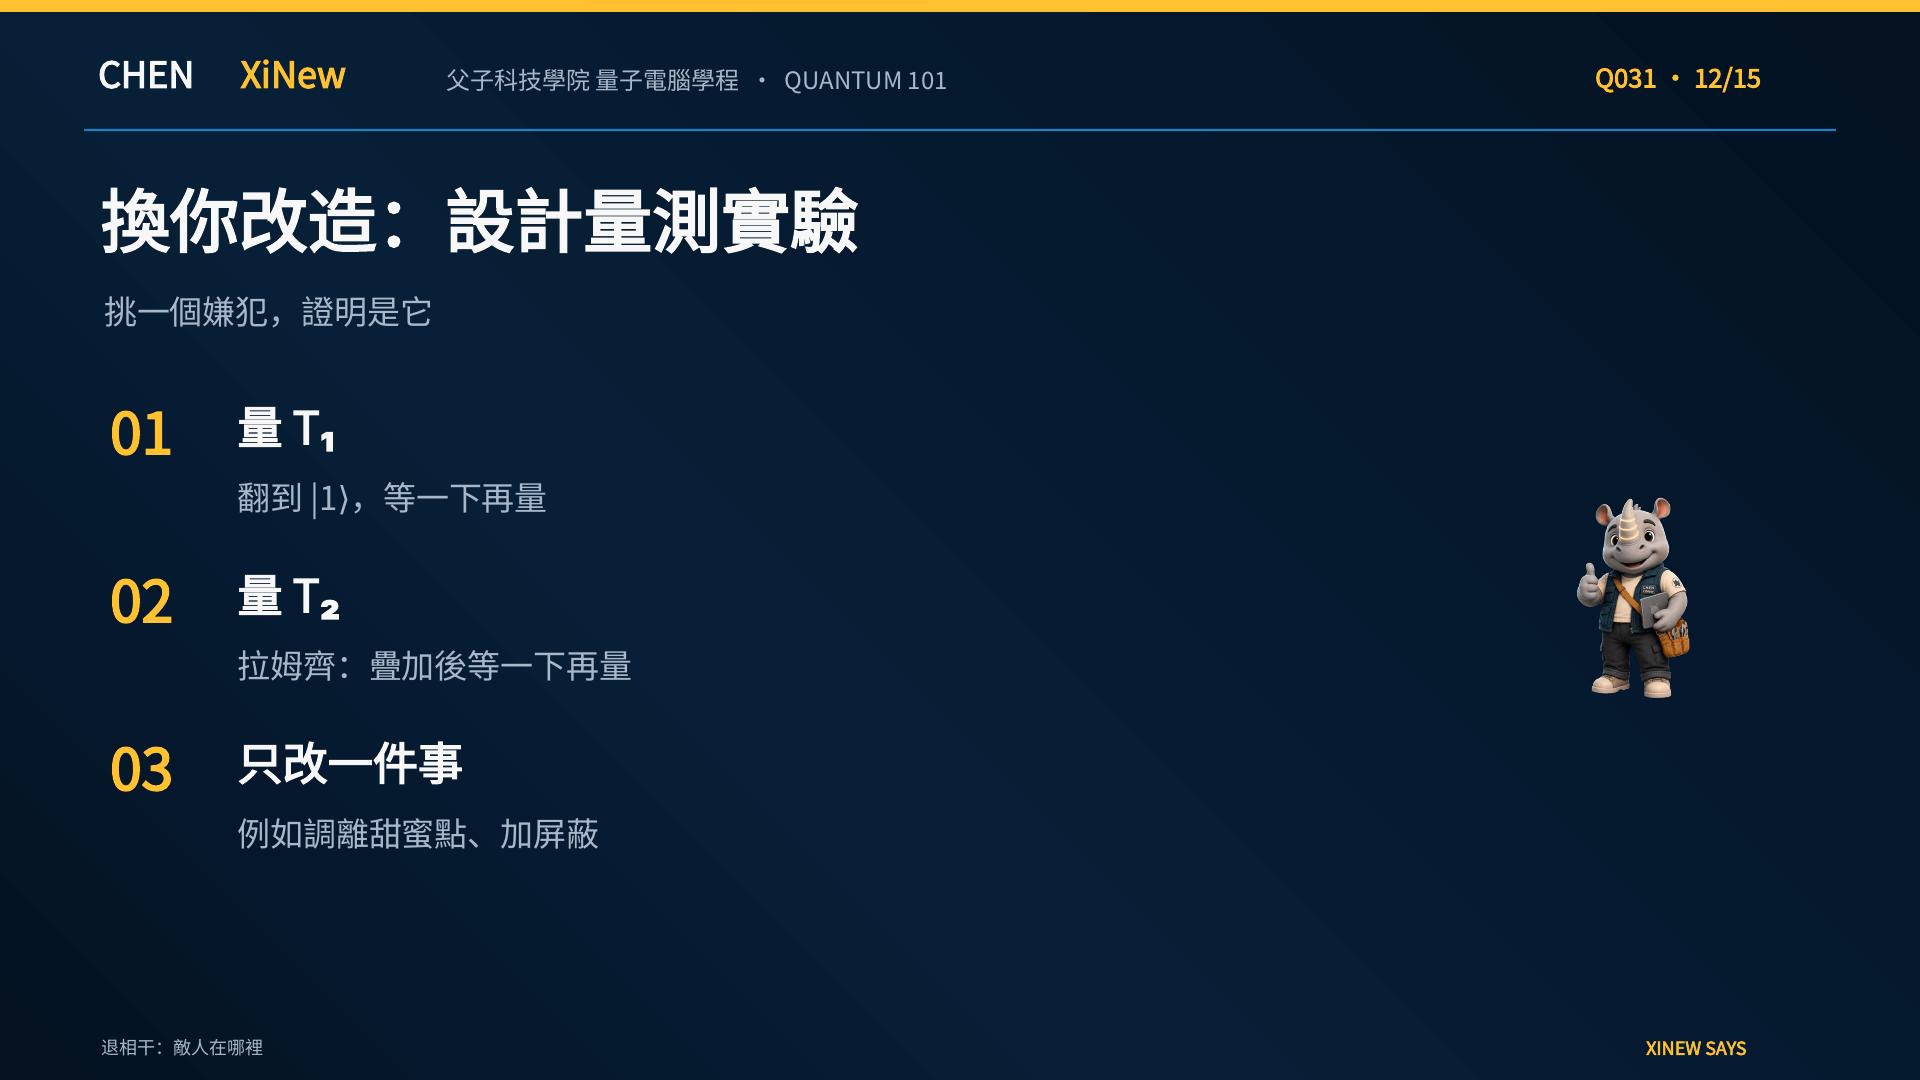 CHEN XiNew 父子科技學院 量子電腦學程 · QUANTUM 101 Q031 · 12/15
換你改造：設計量測實驗
挑一個嫌犯，證明是它
01 量 T₁
翻到 |1⟩，等一下再量
02 量 T₂
拉姆齊：疊加後等一下再量
03 只改一件事
例如調離甜蜜點、加屏蔽
退相干：敵人在哪裡 XINEW SAYS